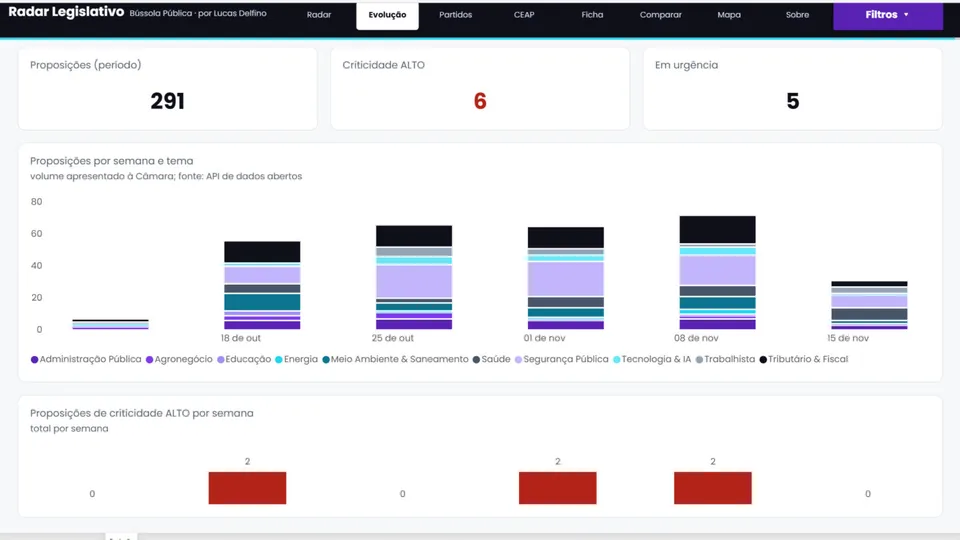 Radar Legislativo Bússola Pública · por Lucas Delfino
Radar Evolução Partidos CEAP Ficha Comparar Mapa Sobre Filtros ▾
Proposições (periodo) Criticidade ALTO Em urgência
291 6 5
Proposições por semana e tema
volume apresentado à Câmara; fonte: API de dados abertos
80
60
40
20
0
18 de out 25 de out 01 de nov 08 de nov 15 de nov
Administração Pública Agronegócio Educação Energia Meio Ambiente & Saneamento Saúde Segurança Pública Tecnologia & IA Trabalhista Tributário & Fiscal
Proposições de criticidade ALTO por semana
total por semana
0 2 0 2 2 0